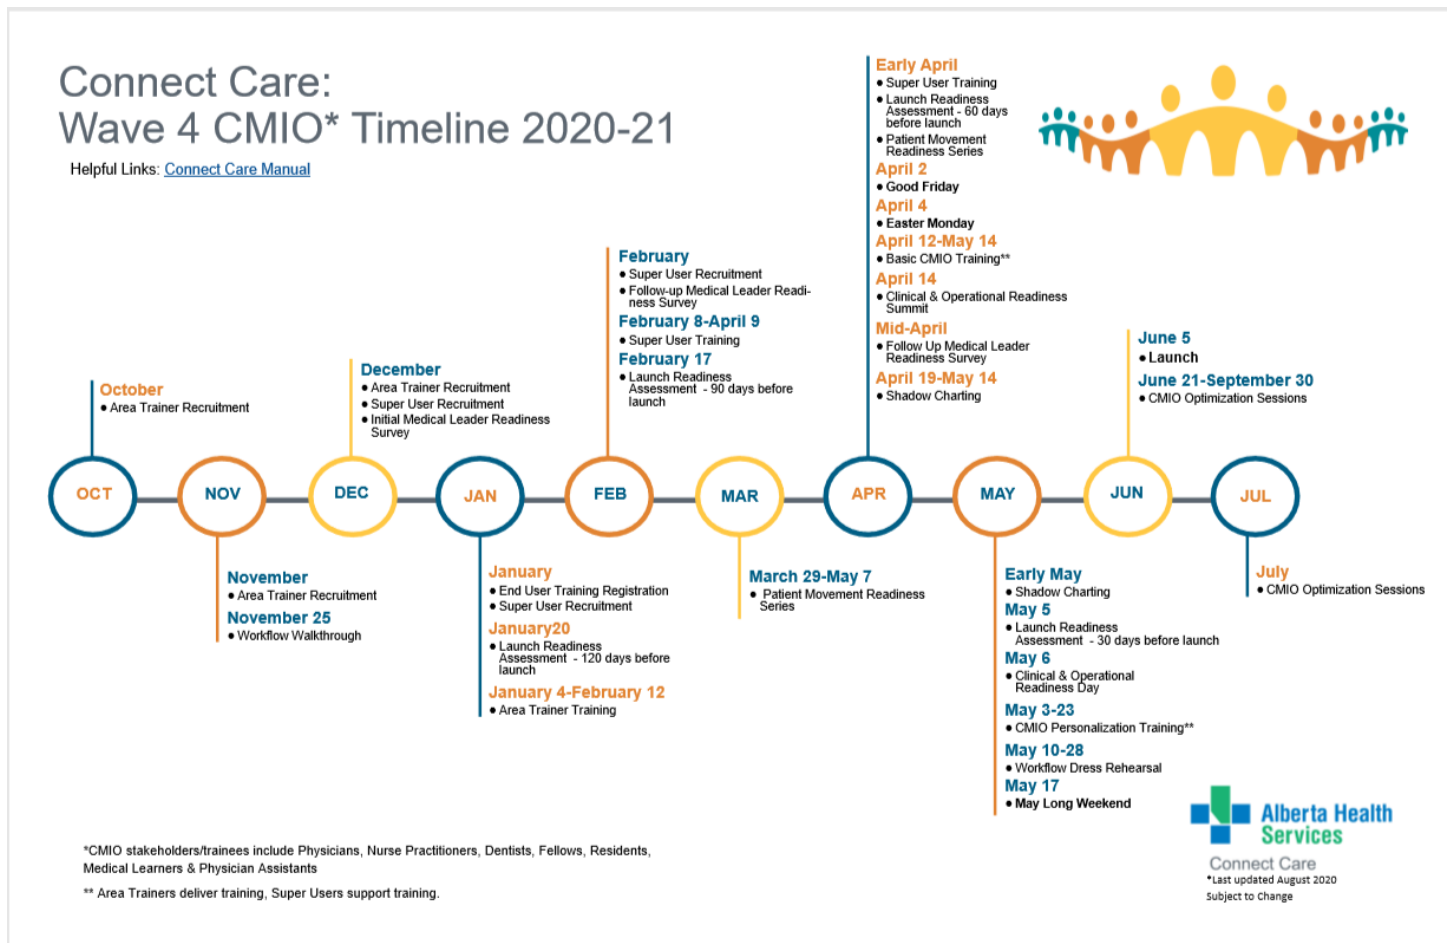 Connect Care:
Wave 4 CMIO* Timeline 2020-21
Helpful Links: Connect Care Manual
October
● Area Trainer Recruitment
December
● Area Trainer Recruitment
● Super User Recruitment
● Initial Medical Leader Readiness
Survey
February
● Super User Recruitment
● Follow-up Medical Leader Readi-
ness Survey
February 8-April 9
● Super User Training
February 17
● Launch Readiness
Assessment - 90 days before
launch
Early April
● Super User Training
● Launch Readiness
Assessment - 60 days
before launch
● Patient Movement
Readiness Series
April 2
● Good Friday
April 4
● Easter Monday
April 12-May 14
● Basic CMIO Training**
April 14
● Clinical & Operational Readiness
Summit
Mid-April
● Follow Up Medical Leader
Readiness Survey
April 19-May 14
● Shadow Charting
June 5
● Launch
June 21-September 30
● CMIO Optimization Sessions
OCT
NOV
DEC
JAN
FEB
MAR
APR
MAY
JUN
JUL
November
● Area Trainer Recruitment
November 25
● Workflow Walkthrough
January
● End User Training Registration
● Super User Recruitment
January20
● Launch Readiness
Assessment - 120 days before
launch
January 4-February 12
● Area Trainer Training
March 29-May 7
● Patient Movement Readiness
Series
Early May
● Shadow Charting
May 5
● Launch Readiness
Assessment - 30 days before launch
May 6
● Clinical & Operational
Readiness Day
May 3-23
● CMIO Personalization Training**
May 10-28
● Workflow Dress Rehearsal
May 17
● May Long Weekend
July
● CMIO Optimization Sessions
*CMIO stakeholders/trainees include Physicians, Nurse Practitioners, Dentists, Fellows, Residents,
Medical Learners & Physician Assistants
** Area Trainers deliver training, Super Users support training.
Alberta Health
Services
Connect Care
*Last updated August 2020
Subject to Change